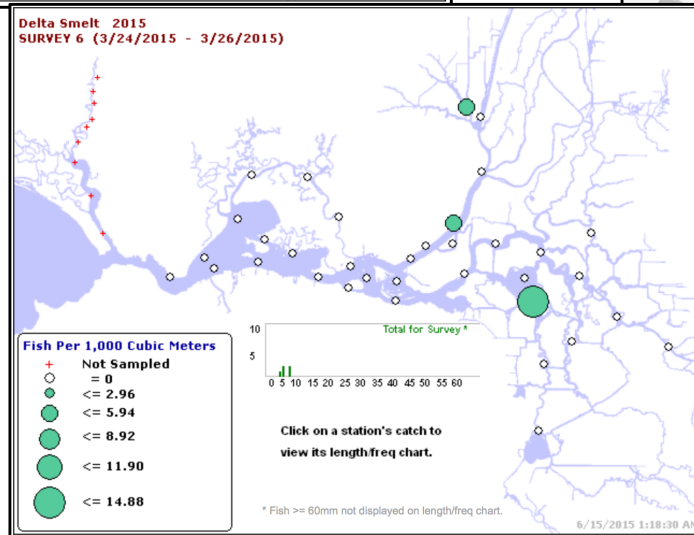 Delta Smelt 2015
SURVEY 6 (3/24/2015 - 3/26/2015)
Fish Per 1,000 Cubic Meters
Not Sampled
= 0
<= 2.96
<= 5.94
<= 8.92
<= 11.90
<= 14.88
10
Total for Survey *
5
0 5 10 15 20 25 30 35 40 45 50 55 60
Click on a station's catch to
view its length/freq chart.
* Fish >= 60mm not displayed on length/freq chart.
6/15/2015 1:18:30 AM